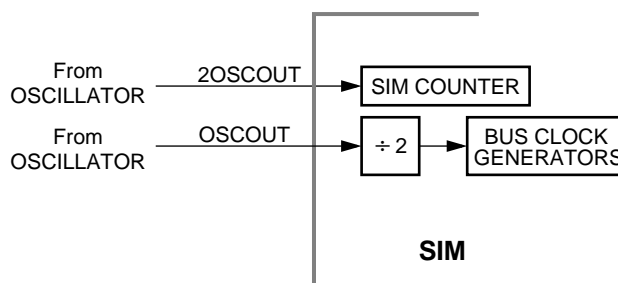 From
OSCILLATOR
2OSCOUT
SIM COUNTER
From
OSCILLATOR
OSCOUT
÷ 2
BUS CLOCK
GENERATORS
SIM